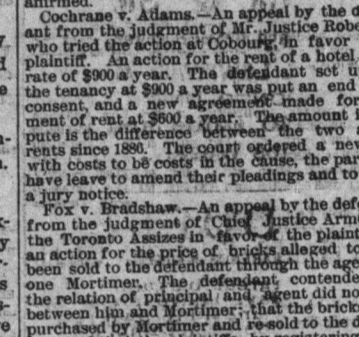 affirmed.
Cochrane v. Adams.—An appeal by the d
ant from the judgment of Mr. Justice Robe
who tried the action at Cobourg, in favor
plaintiff. An action for the rent of a hotel
rate of $900 a year. The defendant set u
the tenancy at $900 a year was put an end
consent, and a new agreement made for
ment of rent at $600 a year. The amount i
pute is the difference between the two
rents since 1886. The court ordered a new
with costs to be costs in the cause, the par
have leave to amend their pleadings and to
a jury notice.
Fox v. Bradshaw.—An appeal by the defe
from the judgment of Chief Justice Arm
the Toronto Assizes in favor of the plaint
an action for the price of bricks alleged to
been sold to the defendant through the age
one Mortimer. The defendant contende
the relation of principal and agent did no
between him and Mortimer; that the brick
purchased by Mortimer and re-sold to the d